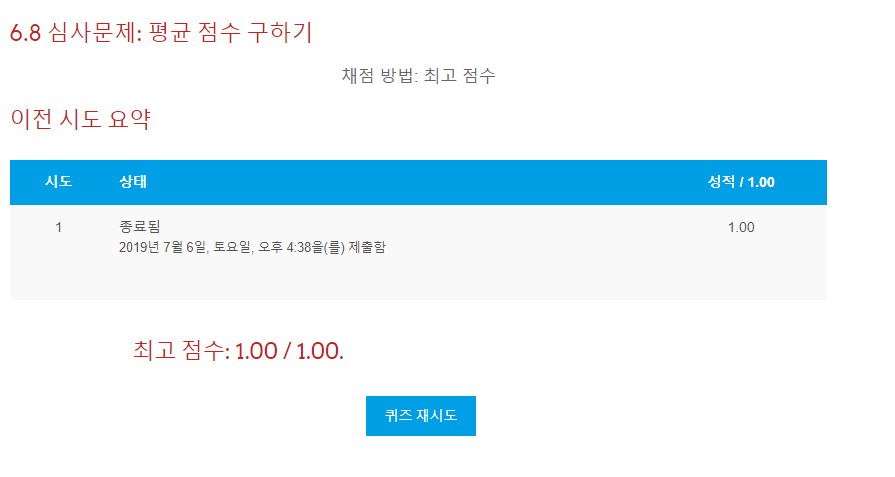 6.8 심사문제: 평균 점수 구하기
채점 방법: 최고 점수
이전 시도 요약
시도 상태 성적 / 1.00
1 종료됨 1.00
2019년 7월 6일, 토요일, 오후 4:38을(를) 제출함
최고 점수: 1.00 / 1.00.
퀴즈 재시도